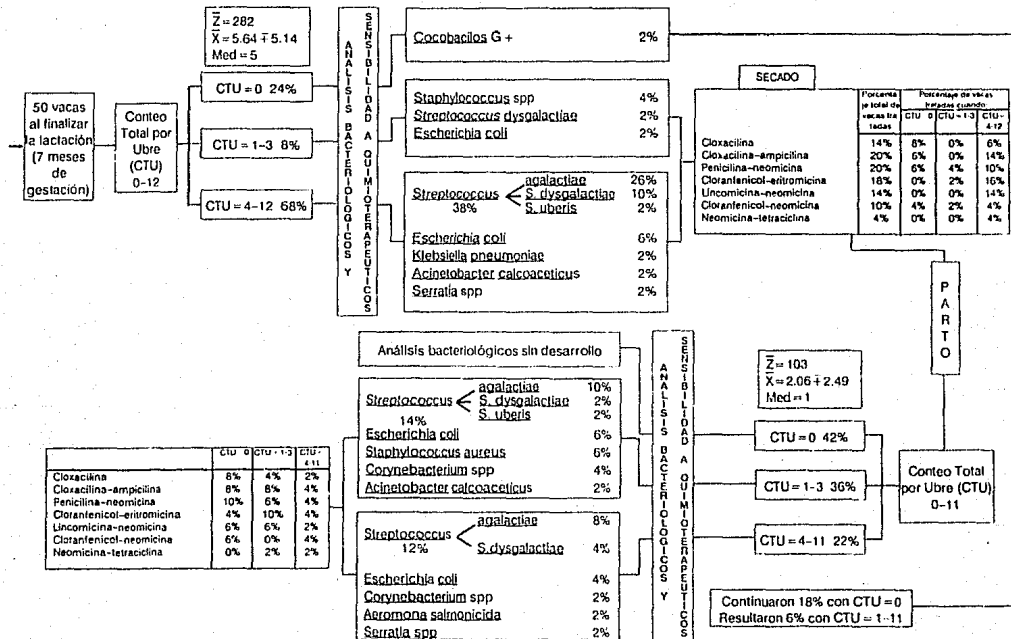 50 vacas
al finalizar
la lactación
(7 meses
de
gestación)
Conteo
Total por
Ubre
(CTU)
0-12
Z̅ = 282
X̅ = 5.64 ∓ 5.14
Med = 5
CTU = 0 24%
CTU = 1-3 8%
CTU = 4-12 68%
ANALISIS BACTERIOLOGICOS Y
SENSIBILIDAD A QUIMIOTERAPEUTICOS
Cocobacilos G + 2%
Staphylococcus spp 4%
Streptococcus dysgalactiae 2%
Escherichia coli 2%
agalactiae 26%
Streptococcus S. dysgalactiae 10%
38% S. uberis 2%
Escherichia coli 6%
Klebsiella pneumoniae 2%
Acinetobacter calcoaceticus 2%
Serratia spp 2%
SECADO
Porcenta Porcentaje de vacas
je total de tratadas cuando:
vacas tra CTU 0 CTU = 1-3 CTU =
tadas 4-12
Cloxacilina 14% 8% 0% 6%
Cloxacilina-ampicilina 20% 6% 0% 14%
Penicilina-neomicina 20% 6% 4% 10%
Cloranfenicol-eritromicina 18% 0% 2% 16%
Lincomicina-neomicina 14% 0% 0% 14%
Cloranfenicol-neomicina 10% 4% 2% 4%
Neomicina-tetraciclina 4% 0% 0% 4%
PARTO
Z̅ = 103
X̅ = 2.06 ∓ 2.49
Med = 1
Conteo Total
por Ubre (CTU)
0-11
CTU = 0 42%
CTU = 1-3 36%
CTU = 4-11 22%
ANALISIS BACTERIOLOGICOS Y
SENSIBILIDAD A QUIMIOTERAPEUTICOS
Análisis bacteriológicos sin desarrollo
agalactiae 10%
Streptococcus S. dysgalactiae 2%
14% S. uberis 2%
Escherichia coli 6%
Staphylococcus aureus 6%
Corynebacterium spp 4%
Acinetobacter calcoaceticus 2%
agalactiae 8%
Streptococcus
12% S.dysgalactiae 4%
Escherichia coli 4%
Corynebacterium spp 2%
Aeromona salmonicida 2%
Serratia spp 2%
CTU 0 CTU = 1-3 CTU =
4-11
Cloxacilina 8% 4% 2%
Cloxacilina-ampicilina 8% 8% 4%
Penicilina-neomicina 10% 6% 4%
Cloranfenicol-eritromicina 4% 10% 4%
Lincomicina-neomicina 6% 6% 2%
Cloranfenicol-neomicina 6% 0% 4%
Neomicina-tetraciclina 0% 2% 2%
Continuaron 18% con CTU = 0
Resultaron 6% con CTU = 1-11